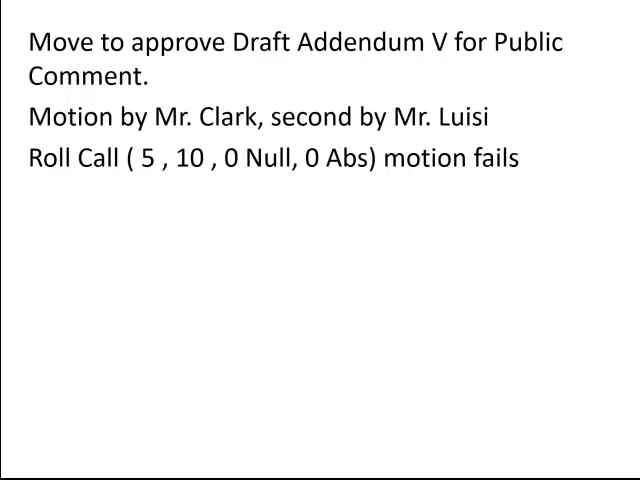 Move to approve Draft Addendum V for Public
Comment.
Motion by Mr. Clark, second by Mr. Luisi
Roll Call ( 5 , 10 , 0 Null, 0 Abs) motion fails